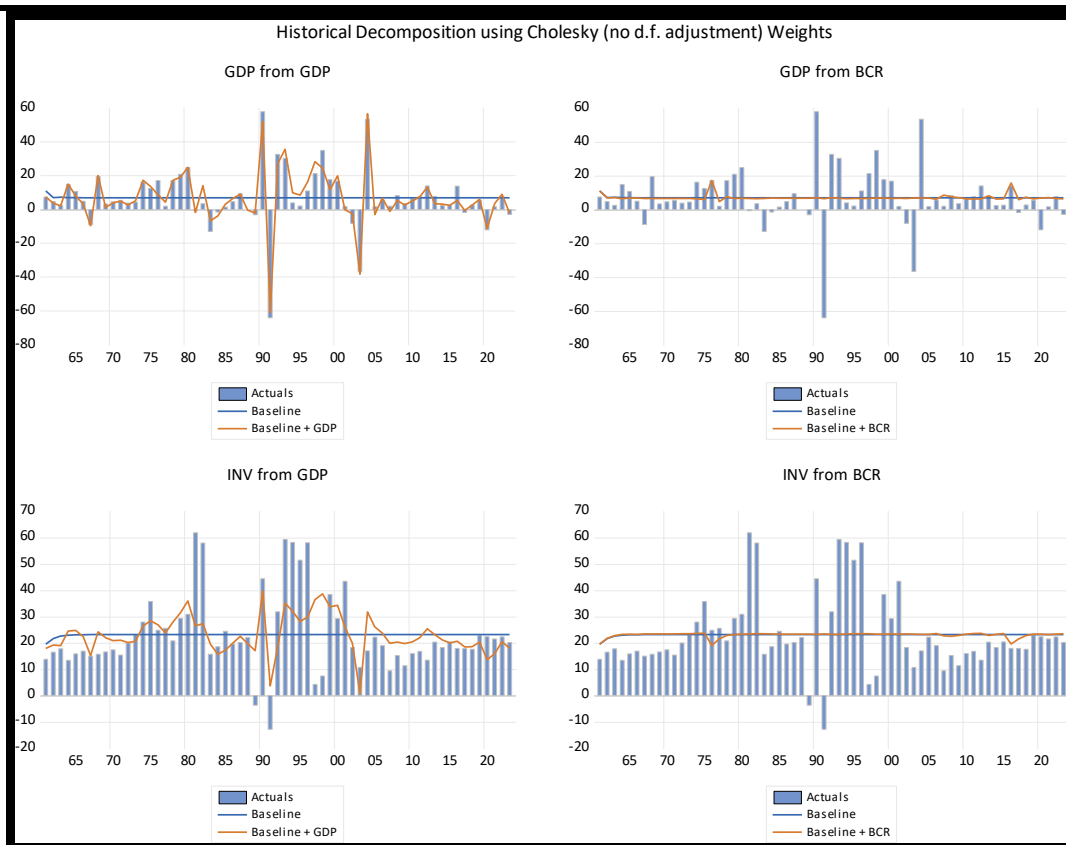 Historical Decomposition using Cholesky (no d.f. adjustment) Weights
GDP from GDP
60
40
20
0
-20
-40
-60
-80
65 70 75 80 85 90 95 00 05 10 15 20
Actuals
Baseline
Baseline + GDP
GDP from BCR
60
40
20
0
-20
-40
-60
-80
65 70 75 80 85 90 95 00 05 10 15 20
Actuals
Baseline
Baseline + BCR
INV from GDP
70
60
50
40
30
20
10
0
-10
-20
65 70 75 80 85 90 95 00 05 10 15 20
Actuals
Baseline
Baseline + GDP
INV from BCR
70
60
50
40
30
20
10
0
-10
-20
65 70 75 80 85 90 95 00 05 10 15 20
Actuals
Baseline
Baseline + BCR